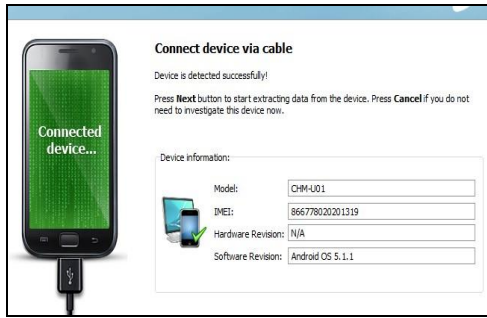 Connect device via cable
Device is detected successfully!
Press Next button to start extracting data from the device. Press Cancel if you do not
need to investigate this device now.
Connected
device...
Device information:
Model: CHM-U01
IMEI: 866778020201319
Hardware Revision: N/A
Software Revision: Android OS 5.1.1